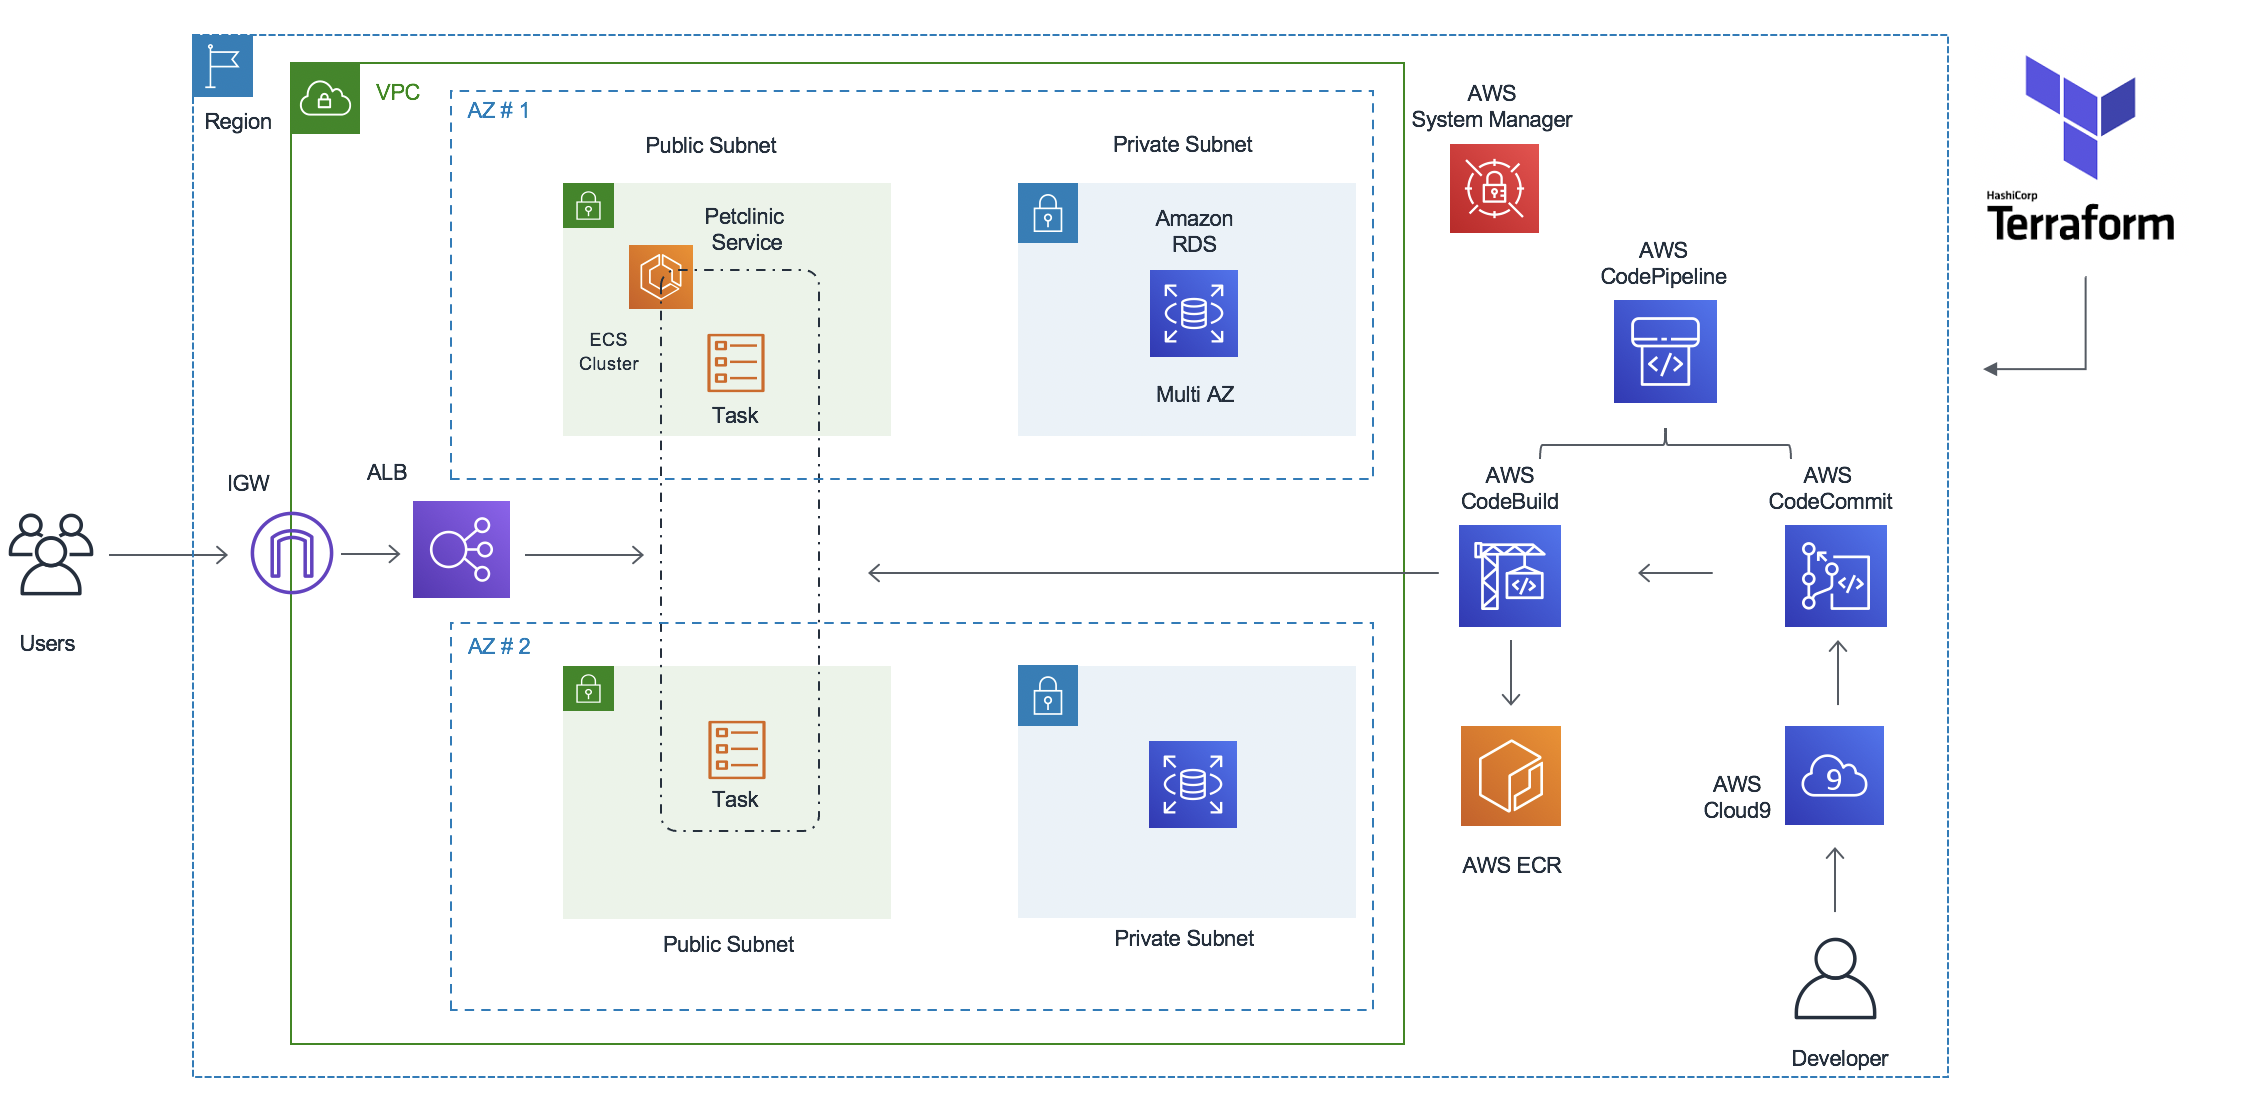 Region
VPC
AZ # 1
Public Subnet
Private Subnet
Petclinic
Service
ECS
Cluster
Task
Amazon
RDS
Multi AZ
AWS
System Manager
HashiCorp
Terraform
AWS
CodePipeline
IGW
ALB
Users
AWS
CodeBuild
AWS
CodeCommit
AZ # 2
Task
Public Subnet
Private Subnet
AWS ECR
AWS
Cloud9
9
Developer